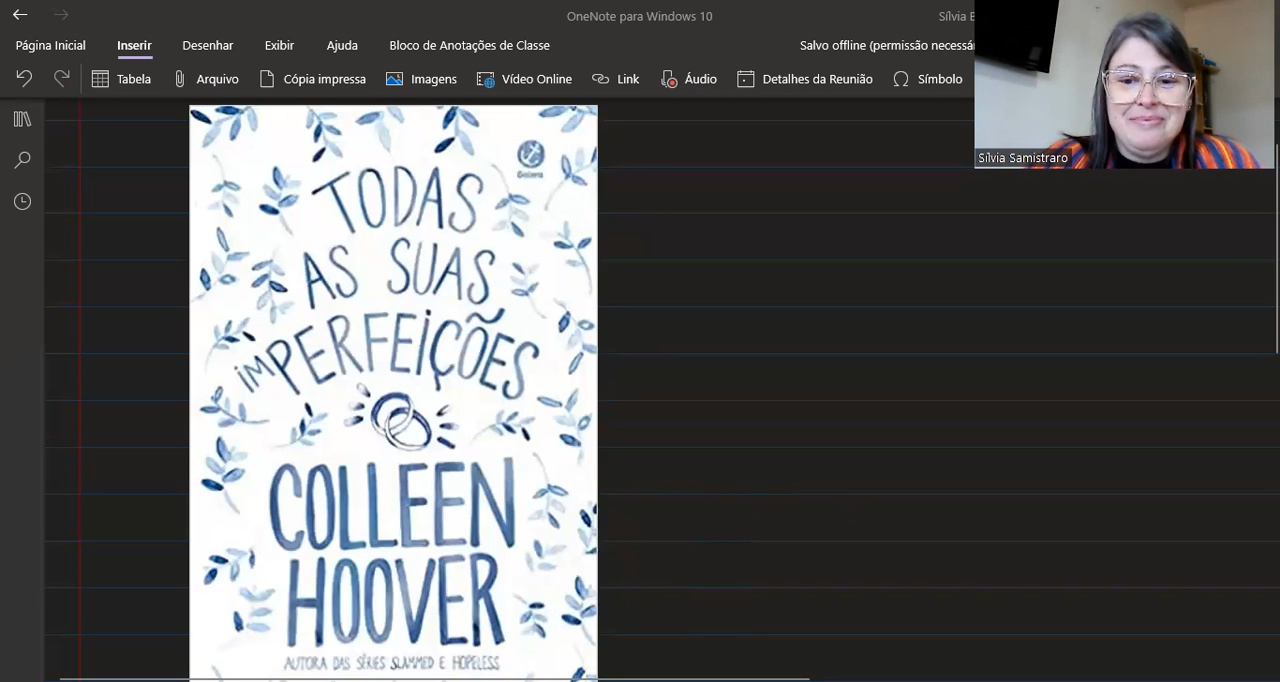 OneNote para Windows 10
Sílvia
Página Inicial Inserir Desenhar Exibir Ajuda Bloco de Anotações de Classe Salvo offline (permissão
Tabela Arquivo Cópia impressa Imagens Vídeo Online Link Áudio Detalhes da Reunião Símbolo
Sílvia Samistraro
Galera
TODAS
AS SUAS
imPERFEiÇÕES
COLLEEN
HOOVER
AUTORA DAS SÉRIES SLAMMED E HOPELESS